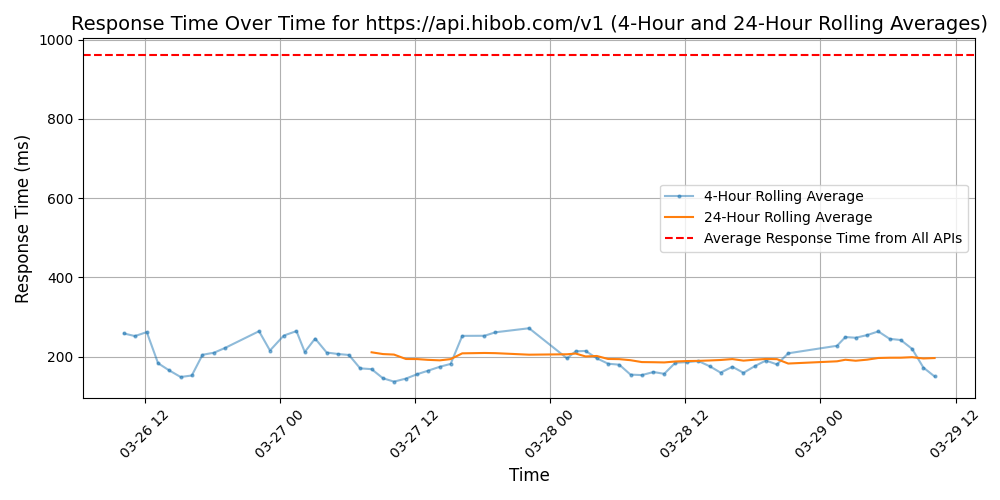 Response Time Over Time for https://api.hibob.com/v1 (4-Hour and 24-Hour Rolling Averages)
Response Time (ms)
1000
800
600
400
200
4-Hour Rolling Average
24-Hour Rolling Average
Average Response Time from All APIs
03-26 12
03-27 00
03-27 12
03-28 00
03-28 12
03-29 00
03-29 12
Time